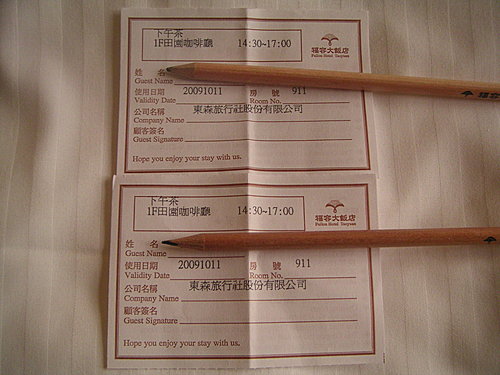 下午茶
1F田園咖啡廳 14:30~17:00
福容大飯店
Fullon Hotel Taoyuan
姓 名
Guest Name
使用日期 20091011 房 號 911
Validity Date Room No.
公司名稱 東森旅行社股份有限公司
Company Name
顧客簽名
Guest Signature
Hope you enjoy your stay with us.
下午茶
1F田園咖啡廳 14:30~17:00
福容大飯店
Fullon Hotel Taoyuan
姓 名
Guest Name
使用日期 20091011 房 號 911
Validity Date Room No.
公司名稱 東森旅行社股份有限公司
Company Name
顧客簽名
Guest Signature
Hope you enjoy your stay with us.